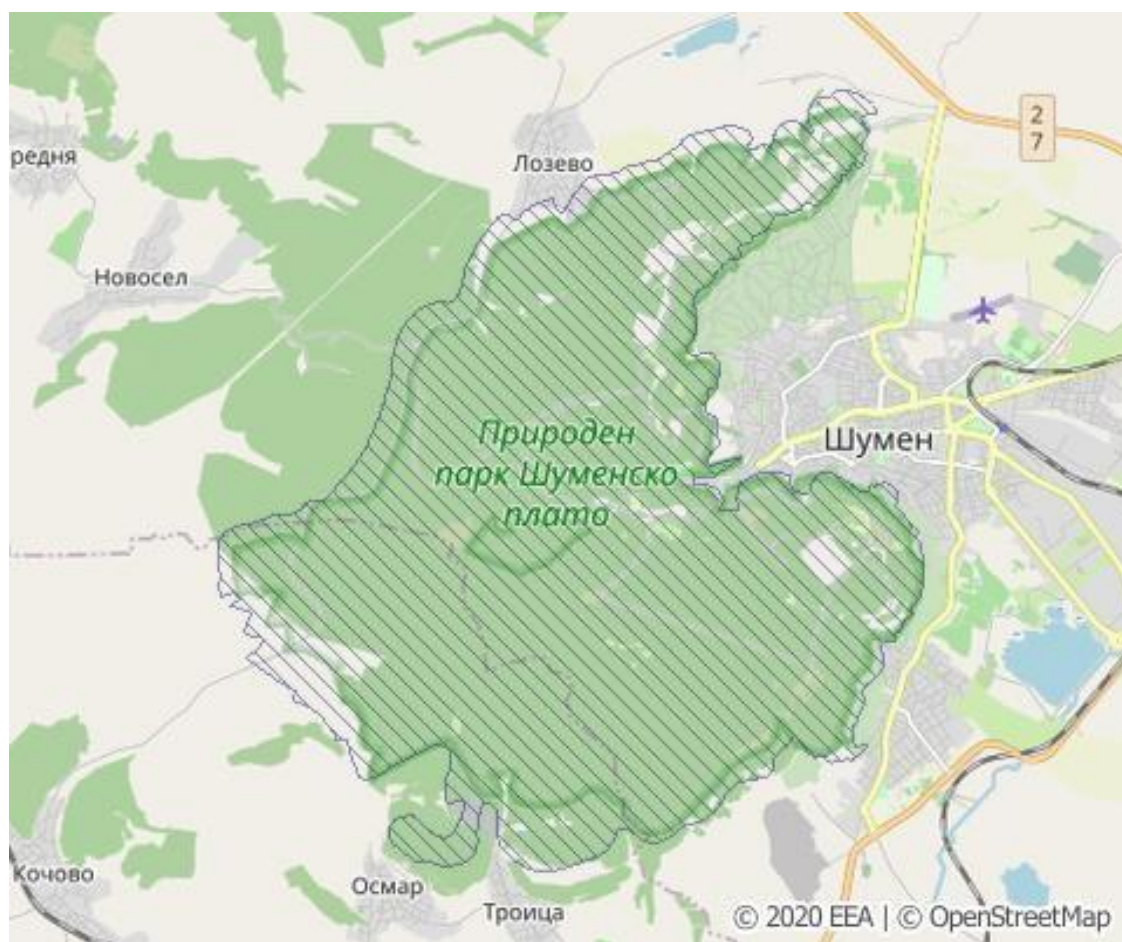 2
7
редня
Лозево
Новосел
Природен
парк Шуменско
плато
Шумен
Кочово
Осмар
Троица
© 2020 EEA | © OpenStreetMap